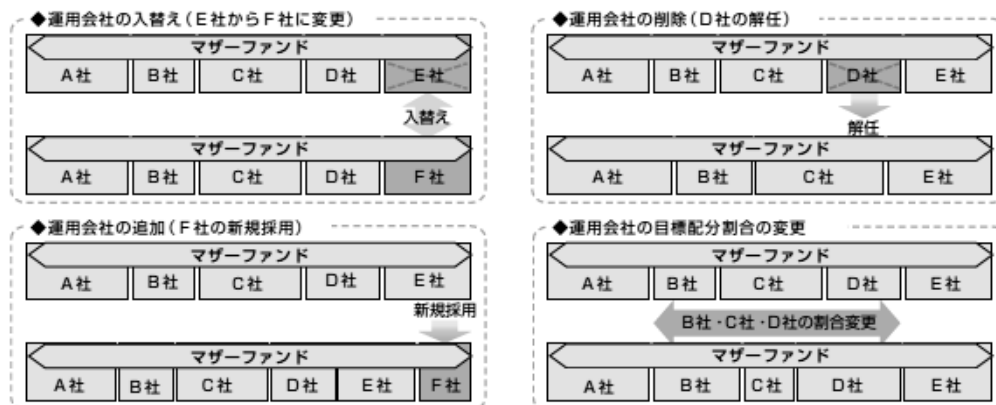 ◆運用会社の入替え(E社からF社に変更)
マザーファンド
A社 B社 C社 D社 E社
入替え
マザーファンド
A社 B社 C社 D社 F社
◆運用会社の削除(D社の解任)
マザーファンド
A社 B社 C社 D社 E社
解任
マザーファンド
A社 B社 C社 E社
◆運用会社の追加(F社の新規採用)
マザーファンド
A社 B社 C社 D社 E社
新規採用
マザーファンド
A社 B社 C社 D社 E社 F社
◆運用会社の目標配分割合の変更
マザーファンド
A社 B社 C社 D社 E社
B社・C社・D社の割合変更
マザーファンド
A社 B社 C社 D社 E社